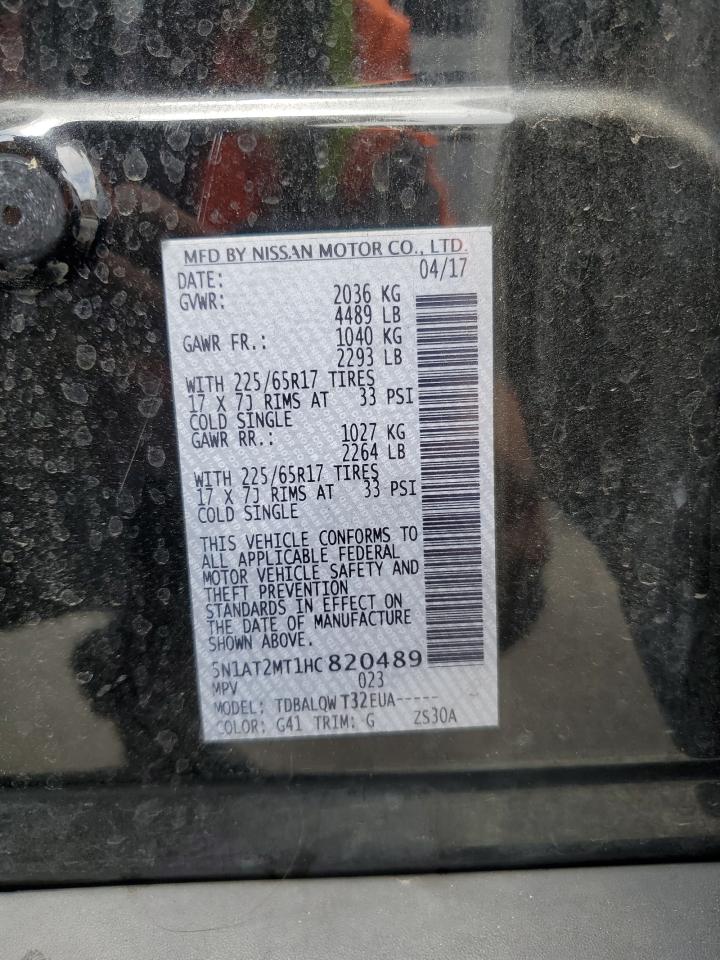 MFD BY NISSAN MOTOR CO., LTD.
DATE: 04/17
GVWR: 2036 KG
4489 LB
GAWR FR.: 1040 KG
2293 LB
WITH 225/65R17 TIRES
17 X 7J RIMS AT 33 PSI
COLD SINGLE
GAWR RR.: 1027 KG
2264 LB
WITH 225/65R17 TIRES
17 X 7J RIMS AT 33 PSI
COLD SINGLE
THIS VEHICLE CONFORMS TO
ALL APPLICABLE FEDERAL
MOTOR VEHICLE SAFETY AND
THEFT PREVENTION
STANDARDS IN EFFECT ON
THE DATE OF MANUFACTURE
SHOWN ABOVE.
5N1AT2MT1HC820489
MPV 023
MODEL: TDBALQW T32EUA-----
COLOR: G41 TRIM: G ZS30A